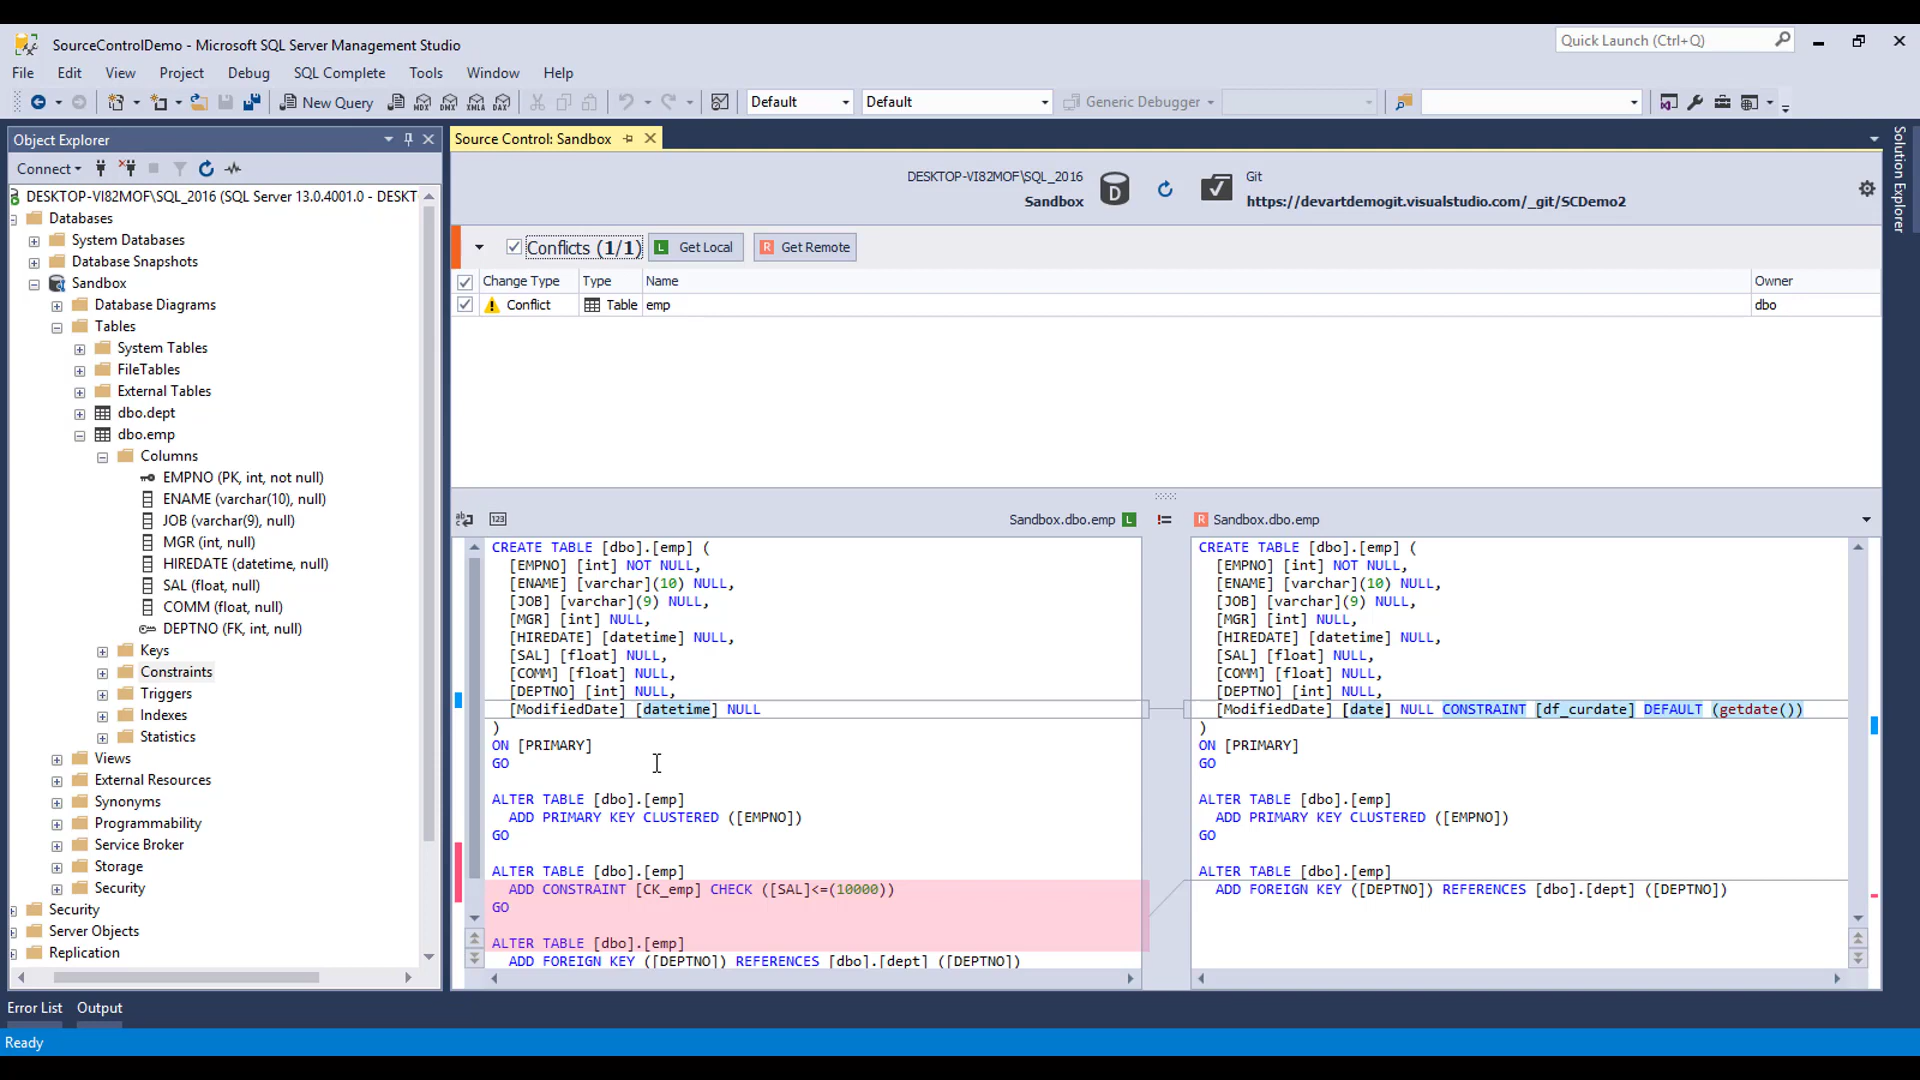 SourceControlDemo - Microsoft SQL Server Management Studio
Quick Launch (Ctrl+Q)
File Edit View Project Debug SQL Complete Tools Window Help
New Query MDX DMX XMLA DAX Default Default Generic Debugger
Object Explorer
Source Control: Sandbox
Solution Explorer
Connect
DESKTOP-VI82MOF\SQL_2016 (SQL Server 13.0.4001.0 - DESKT
Databases
System Databases
Database Snapshots
Sandbox
Database Diagrams
Tables
System Tables
FileTables
External Tables
dbo.dept
dbo.emp
Columns
EMPNO (PK, int, not null)
ENAME (varchar(10), null)
JOB (varchar(9), null)
MGR (int, null)
HIREDATE (datetime, null)
SAL (float, null)
COMM (float, null)
DEPTNO (FK, int, null)
Keys
Constraints
Triggers
Indexes
Statistics
Views
External Resources
Synonyms
Programmability
Service Broker
Storage
Security
Security
Server Objects
Replication
DESKTOP-VI82MOF\SQL_2016
Sandbox
D
Git
https://devartdemogit.visualstudio.com/_git/SCDemo2
Conflicts (1/1) L Get Local R Get Remote
Change Type Type Name Owner
Conflict Table emp dbo
123 Sandbox.dbo.emp L
CREATE TABLE [dbo].[emp] (
[EMPNO] [int] NOT NULL,
[ENAME] [varchar](10) NULL,
[JOB] [varchar](9) NULL,
[MGR] [int] NULL,
[HIREDATE] [datetime] NULL,
[SAL] [float] NULL,
[COMM] [float] NULL,
[DEPTNO] [int] NULL,
[ModifiedDate] [datetime] NULL
)
ON [PRIMARY]
GO
ALTER TABLE [dbo].[emp]
ADD PRIMARY KEY CLUSTERED ([EMPNO])
GO
ALTER TABLE [dbo].[emp]
ADD CONSTRAINT [CK_emp] CHECK ([SAL]<=(10000))
GO
ALTER TABLE [dbo].[emp]
ADD FOREIGN KEY ([DEPTNO]) REFERENCES [dbo].[dept] ([DEPTNO])
R Sandbox.dbo.emp
CREATE TABLE [dbo].[emp] (
[EMPNO] [int] NOT NULL,
[ENAME] [varchar](10) NULL,
[JOB] [varchar](9) NULL,
[MGR] [int] NULL,
[HIREDATE] [datetime] NULL,
[SAL] [float] NULL,
[COMM] [float] NULL,
[DEPTNO] [int] NULL,
[ModifiedDate] [date] NULL CONSTRAINT [df_curdate] DEFAULT (getdate())
)
ON [PRIMARY]
GO
ALTER TABLE [dbo].[emp]
ADD PRIMARY KEY CLUSTERED ([EMPNO])
GO
ALTER TABLE [dbo].[emp]
ADD FOREIGN KEY ([DEPTNO]) REFERENCES [dbo].[dept] ([DEPTNO])
Error List Output
Ready